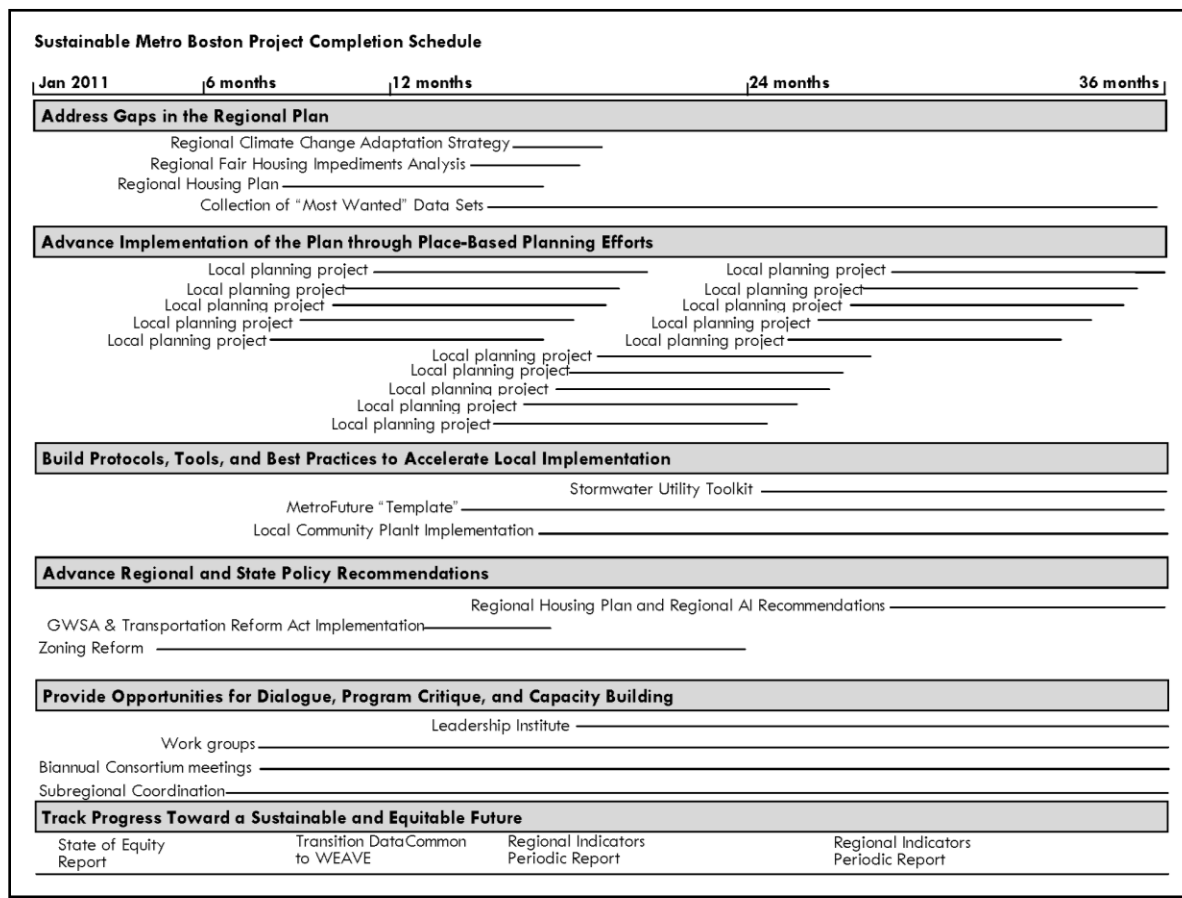 Sustainable Metro Boston Project Completion Schedule
Jan 2011 6 months 12 months 24 months 36 months
Address Gaps in the Regional Plan
Regional Climate Change Adaptation Strategy
Regional Fair Housing Impediments Analysis
Regional Housing Plan
Collection of "Most Wanted" Data Sets
Advance Implementation of the Plan through Place-Based Planning Efforts
Local planning project Local planning project
Local planning project Local planning project
Local planning project Local planning project
Local planning project Local planning project
Local planning project Local planning project
Local planning project
Local planning project
Local planning project
Local planning project
Local planning project
Build Protocols, Tools, and Best Practices to Accelerate Local Implementation
Stormwater Utility Toolkit
MetroFuture "Template"
Local Community PlanIt Implementation
Advance Regional and State Policy Recommendations
Regional Housing Plan and Regional AI Recommendations
GWSA & Transportation Reform Act Implementation
Zoning Reform
Provide Opportunities for Dialogue, Program Critique, and Capacity Building
Leadership Institute
Work groups
Biannual Consortium meetings
Subregional Coordination
Track Progress Toward a Sustainable and Equitable Future
State of Equity
Report
Transition DataCommon
to WEAVE
Regional Indicators
Periodic Report
Regional Indicators
Periodic Report